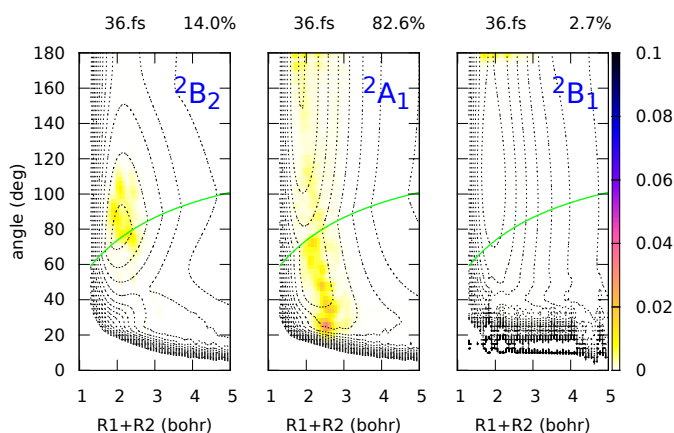 36.fs 14.0% 36.fs 82.6% 36.fs 2.7%
180 ²B₂ ²A₁ ²B₁ 0.1
160
140 0.08
120
100 0.06
80 0.04
60
40 0.02
20
0 0
angle (deg)
1 2 3 4 5 1 2 3 4 5 1 2 3 4 5
R1+R2 (bohr) R1+R2 (bohr) R1+R2 (bohr)